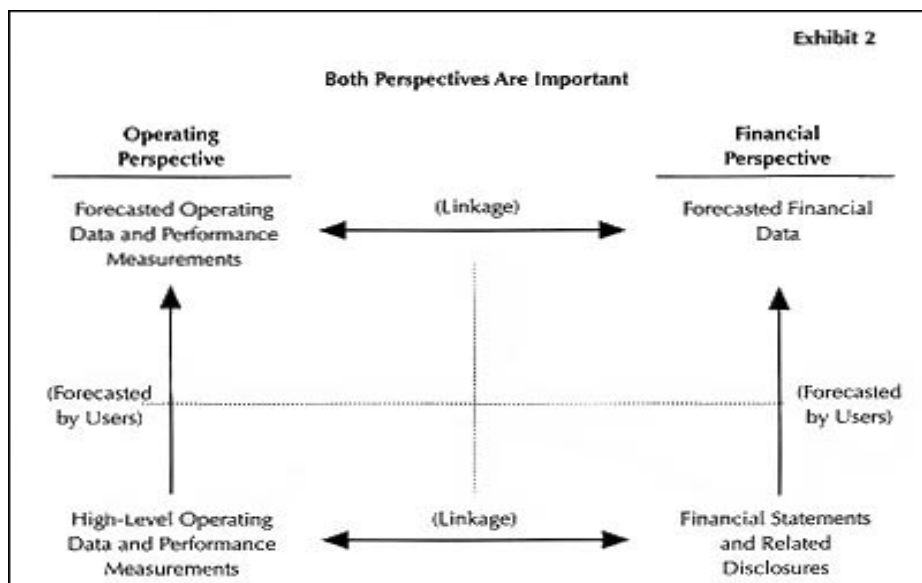 Exhibit 2
Both Perspectives Are Important
Operating
Perspective
Financial
Perspective
Forecasted Operating
Data and Performance
Measurements
(Linkage)
Forecasted Financial
Data
(Forecasted
by Users)
(Forecasted
by Users)
High-Level Operating
Data and Performance
Measurements
(Linkage)
Financial Statements
and Related
Disclosures